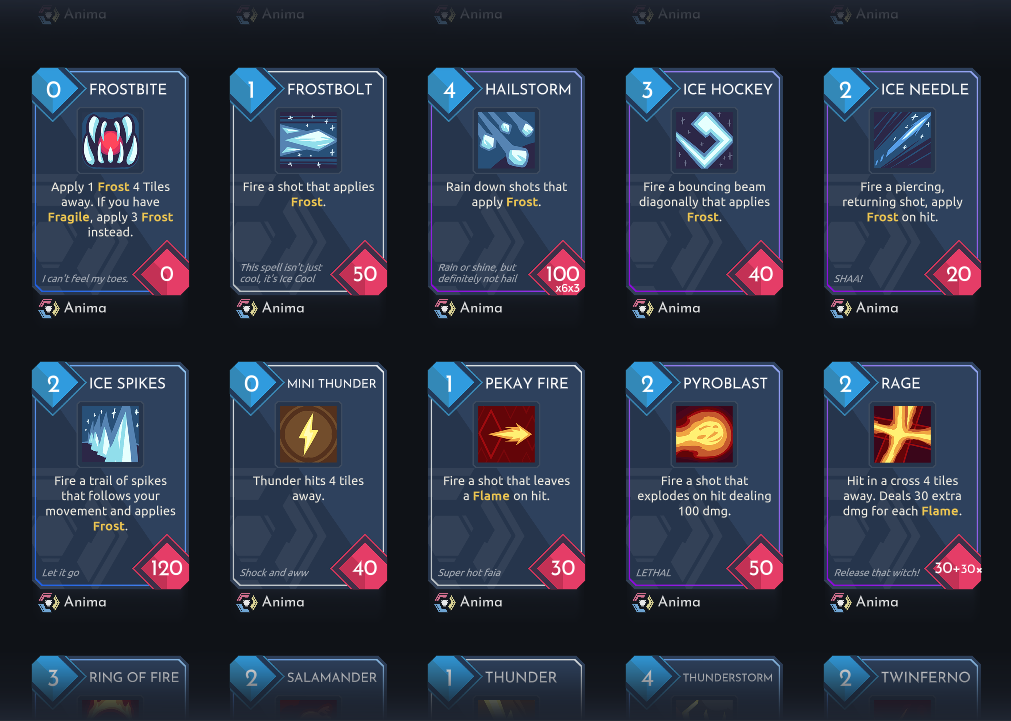 Anima
Anima
Anima
Anima
Anima
0
FROSTBITE
Apply 1 Frost 4 Tiles
away. If you have
Fragile, apply 3 Frost
instead.
I can't feel my toes.
0
Anima
1
FROSTBOLT
Fire a shot that applies
Frost.
This spell isn't just
cool, it's Ice Cool
50
Anima
4
HAILSTORM
Rain down shots that
apply Frost.
Rain or shine, but
definitely not hail
100
x6x3
Anima
3
ICE HOCKEY
Fire a bouncing beam
diagonally that applies
Frost.
40
Anima
2
ICE NEEDLE
Fire a piercing,
returning shot, apply
Frost on hit.
SHAA!
20
Anima
2
ICE SPIKES
Fire a trail of spikes
that follows your
movement and applies
Frost.
Let it go
120
Anima
0
MINI THUNDER
Thunder hits 4 tiles
away.
Shock and aww
40
Anima
1
PEKAY FIRE
Fire a shot that leaves
a Flame on hit.
Super hot faia
30
Anima
2
PYROBLAST
Fire a shot that
explodes on hit dealing
100 dmg.
LETHAL
50
Anima
2
RAGE
Hit in a cross 4 tiles
away. Deals 30 extra
dmg for each Flame.
Release that witch!
30+30x
Anima
3
RING OF FIRE
2
SALAMANDER
1
THUNDER
4
THUNDERSTORM
2
TWINFERNO